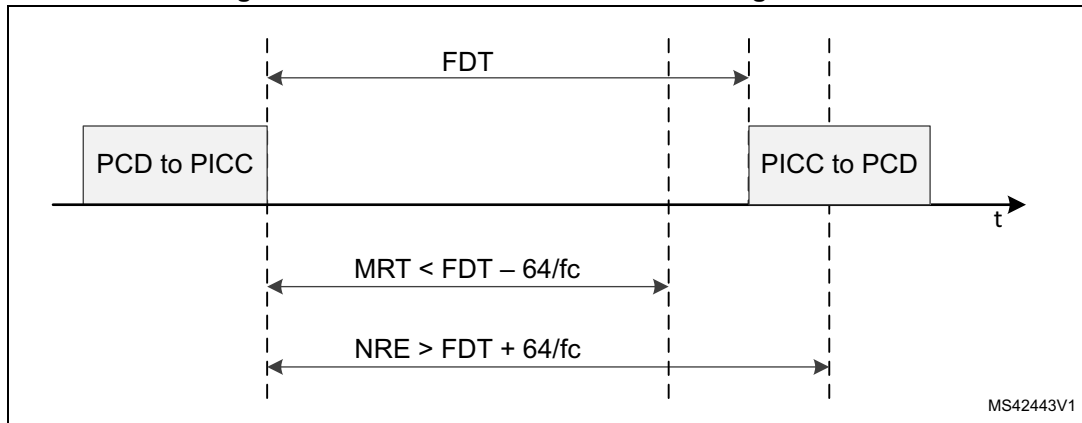 FDT
PCD to PICC
PICC to PCD
t
MRT < FDT – 64/fc
NRE > FDT + 64/fc
MS42443V1